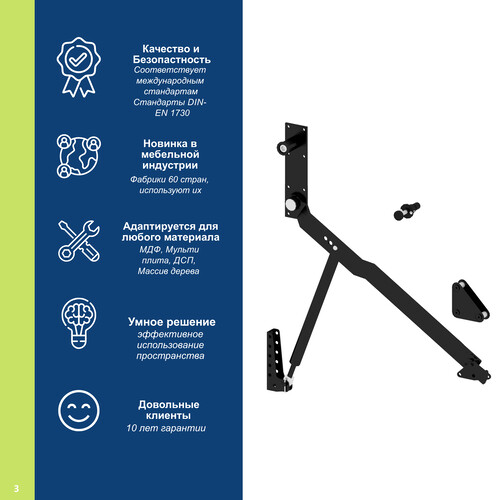 Качество и
Безопастность
Соответствует
международным
стандартам
Стандарты DIN-
EN 1730
Новинка в
мебельной
индустрии
Фабрики 60 стран,
используют их
Адаптируется для
любого материала
МДФ, Мульти
плита, ДСП,
Массив дерева
Умное решение
эффективное
использование
пространства
Довольные
клиенты
10 лет гарантии
3